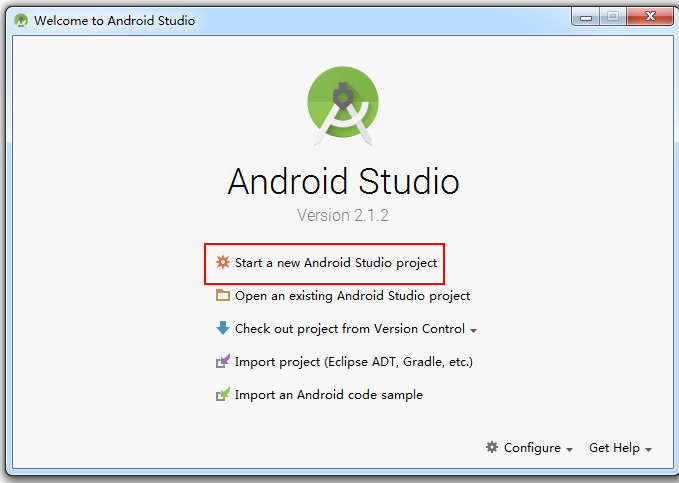 Welcome to Android Studio
Android Studio
Version 2.1.2
Start a new Android Studio project
Open an existing Android Studio project
Check out project from Version Control
Import project (Eclipse ADT, Gradle, etc.)
Import an Android code sample
Configure Get Help